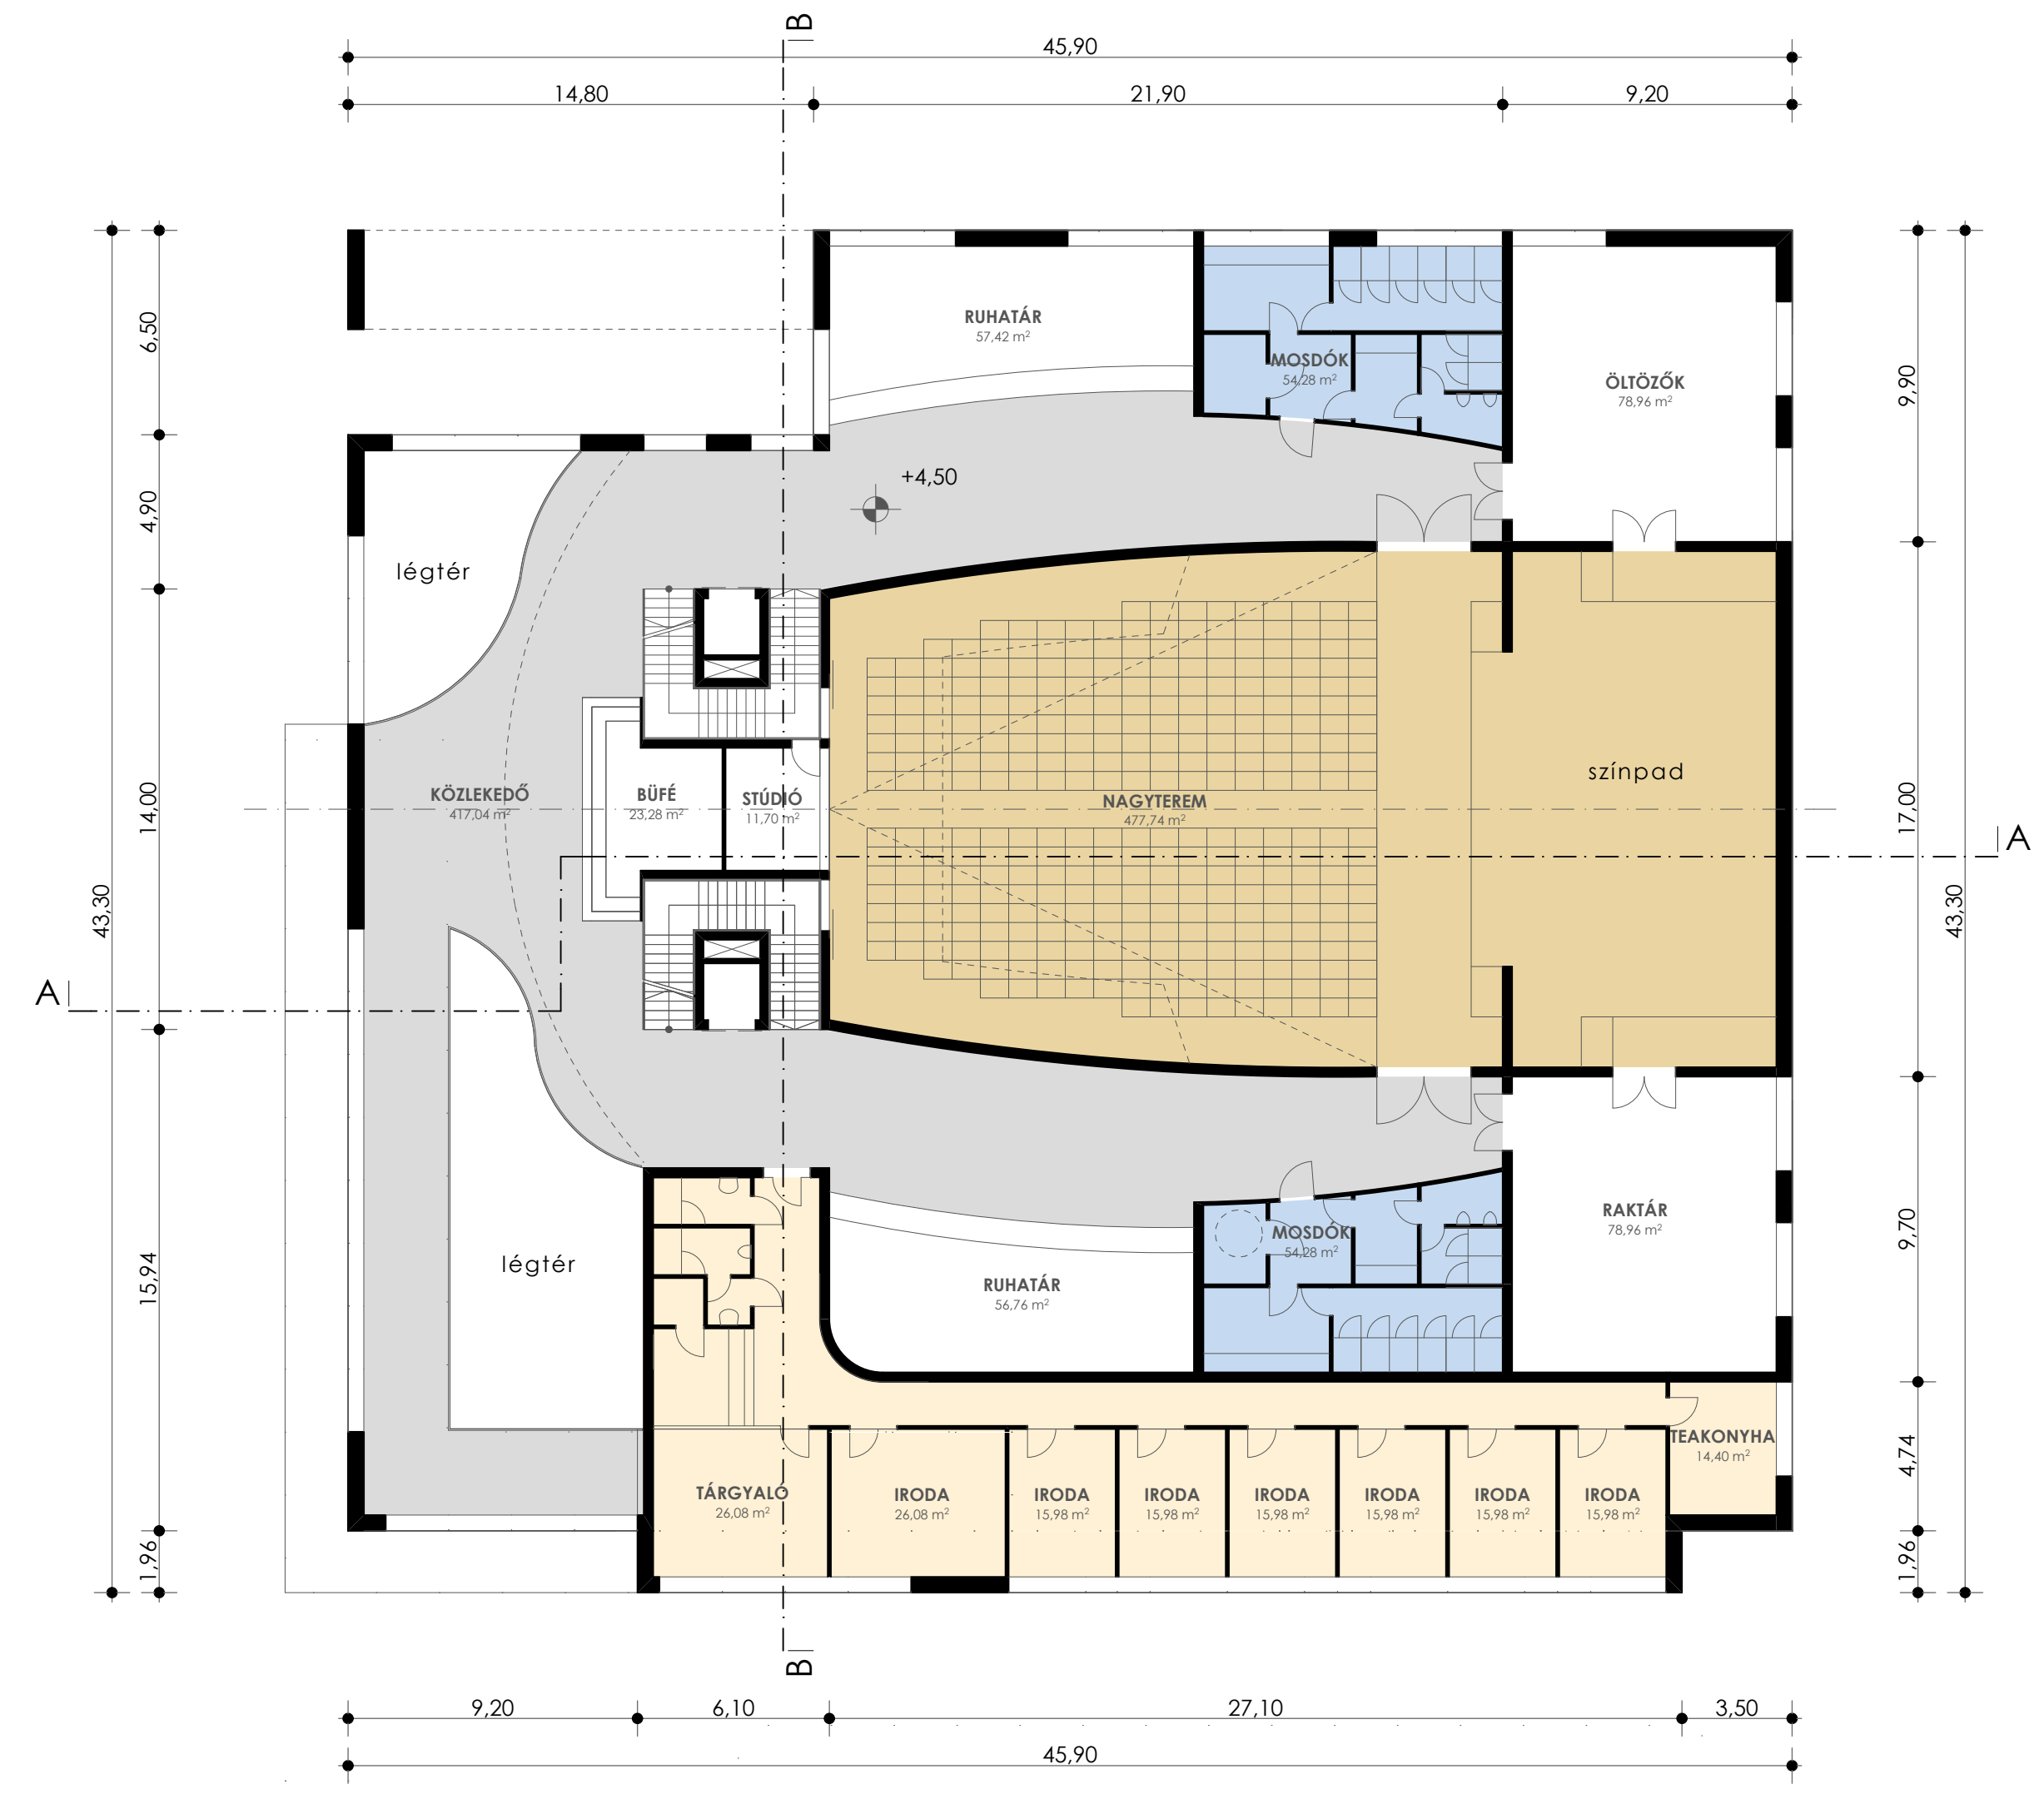 B
45,90
14,80
21,90
9,20
RUHATÁR
57,42 m²
MOSDÓK
54,28 m²
ÖLTÖZŐK
78,96 m²
6,50
9,90
+4,50
4,90
légtér
színpad
KÖZLEKEDŐ
417,04 m²
BÜFÉ
23,28 m²
STÚDIÓ
11,70 m²
NAGYTEREM
477,74 m²
14,00
17,00
A
43,30
43,30
A
légtér
15,94
RUHATÁR
56,76 m²
MOSDÓK
54,28 m²
RAKTÁR
78,96 m²
9,70
TEAKONYHA
14,40 m²
4,74
TÁRGYALÓ
26,08 m²
IRODA
26,08 m²
IRODA
15,98 m²
IRODA
15,98 m²
IRODA
15,98 m²
IRODA
15,98 m²
IRODA
15,98 m²
IRODA
15,98 m²
1,96
1,96
B
9,20
6,10
27,10
3,50
45,90